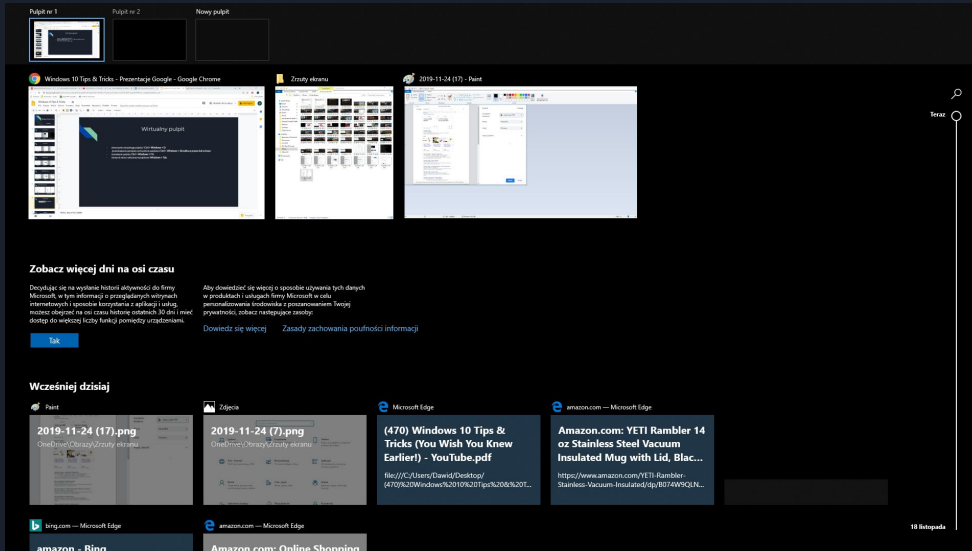 Pulpit nr 1
Pulpit nr 2
Nowy pulpit
Windows 10 Tips & Tricks - Prezentacje Google - Google Chrome
Zrzuty ekranu
2019-11-24 (17) - Paint
Wirtualny pulpit
Teraz
Zobacz więcej dni na osi czasu
Decydując się na wysłanie historii aktywności do firmy
Microsoft, w tym informacji o przeglądanych witrynach
internetowych i sposobie korzystania z aplikacji i usług,
możesz obejrzeć na osi czasu historię ostatnich 30 dni i mieć
dostęp do większej liczby funkcji pomiędzy urządzeniami.
Aby dowiedzieć się więcej o sposobie używania tych danych
w produktach i usługach firmy Microsoft w celu
personalizowania środowiska z poszanowaniem Twojej
prywatności, zobacz następujące zasoby:
Dowiedz się więcej
Zasady zachowania poufności informacji
Tak
Wcześniej dzisiaj
Paint
2019-11-24 (17).png
OneDrive\Obrazy\Zrzuty ekranu
Zdjęcia
2019-11-24 (7).png
OneDrive\Obrazy\Zrzuty ekranu
Microsoft Edge
(470) Windows 10 Tips &
Tricks (You Wish You Knew
Earlier!) - YouTube.pdf
file:///C:/Users/Dawid/Desktop/
(470)%20Windows%2010%20Tips%20&%20T...
amazon.com — Microsoft Edge
Amazon.com: YETI Rambler 14
oz Stainless Steel Vacuum
Insulated Mug with Lid, Blac...
https://www.amazon.com/YETI-Rambler-
Stainless-Vacuum-Insulated/dp/B074W9QLN...
18 listopada
bing.com — Microsoft Edge
amazon - Bing
amazon.com — Microsoft Edge
Amazon.com: Online Shopping